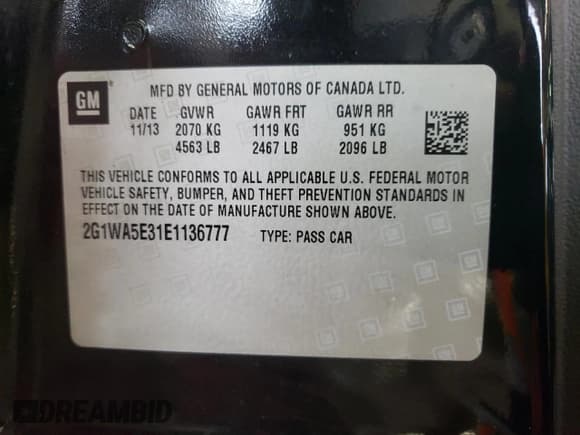 GM
MFD BY GENERAL MOTORS OF CANADA LTD.
DATE GVWR GAWR FRT GAWR RR
11/13 2070 KG 1119 KG 951 KG
4563 LB 2467 LB 2096 LB
THIS VEHICLE CONFORMS TO ALL APPLICABLE U.S. FEDERAL MOTOR
VEHICLE SAFETY, BUMPER, AND THEFT PREVENTION STANDARDS IN
EFFECT ON THE DATE OF MANUFACTURE SHOWN ABOVE.
2G1WA5E31E1136777 TYPE: PASS CAR
DREAMBID